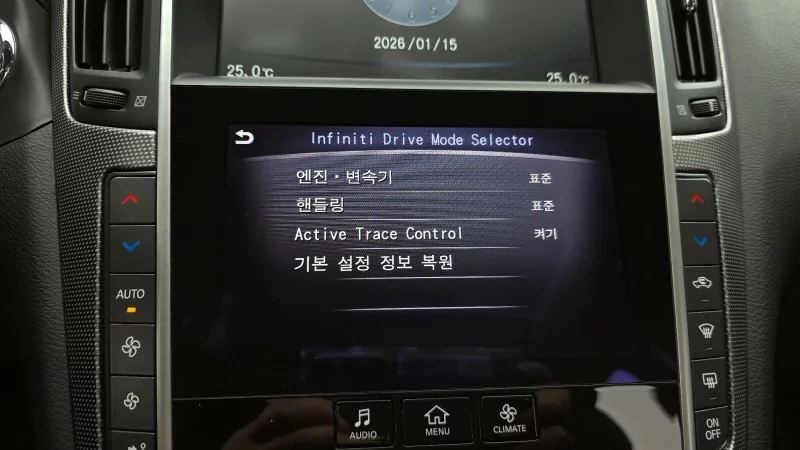 2026/01/15
25.0℃ 25.0℃
Infiniti Drive Mode Selector
엔진·변속기 표준
핸들링 표준
Active Trace Control 켜기
기본 설정 정보 복원
AUTO
ON
OFF
AUDIO
MENU
CLIMATE